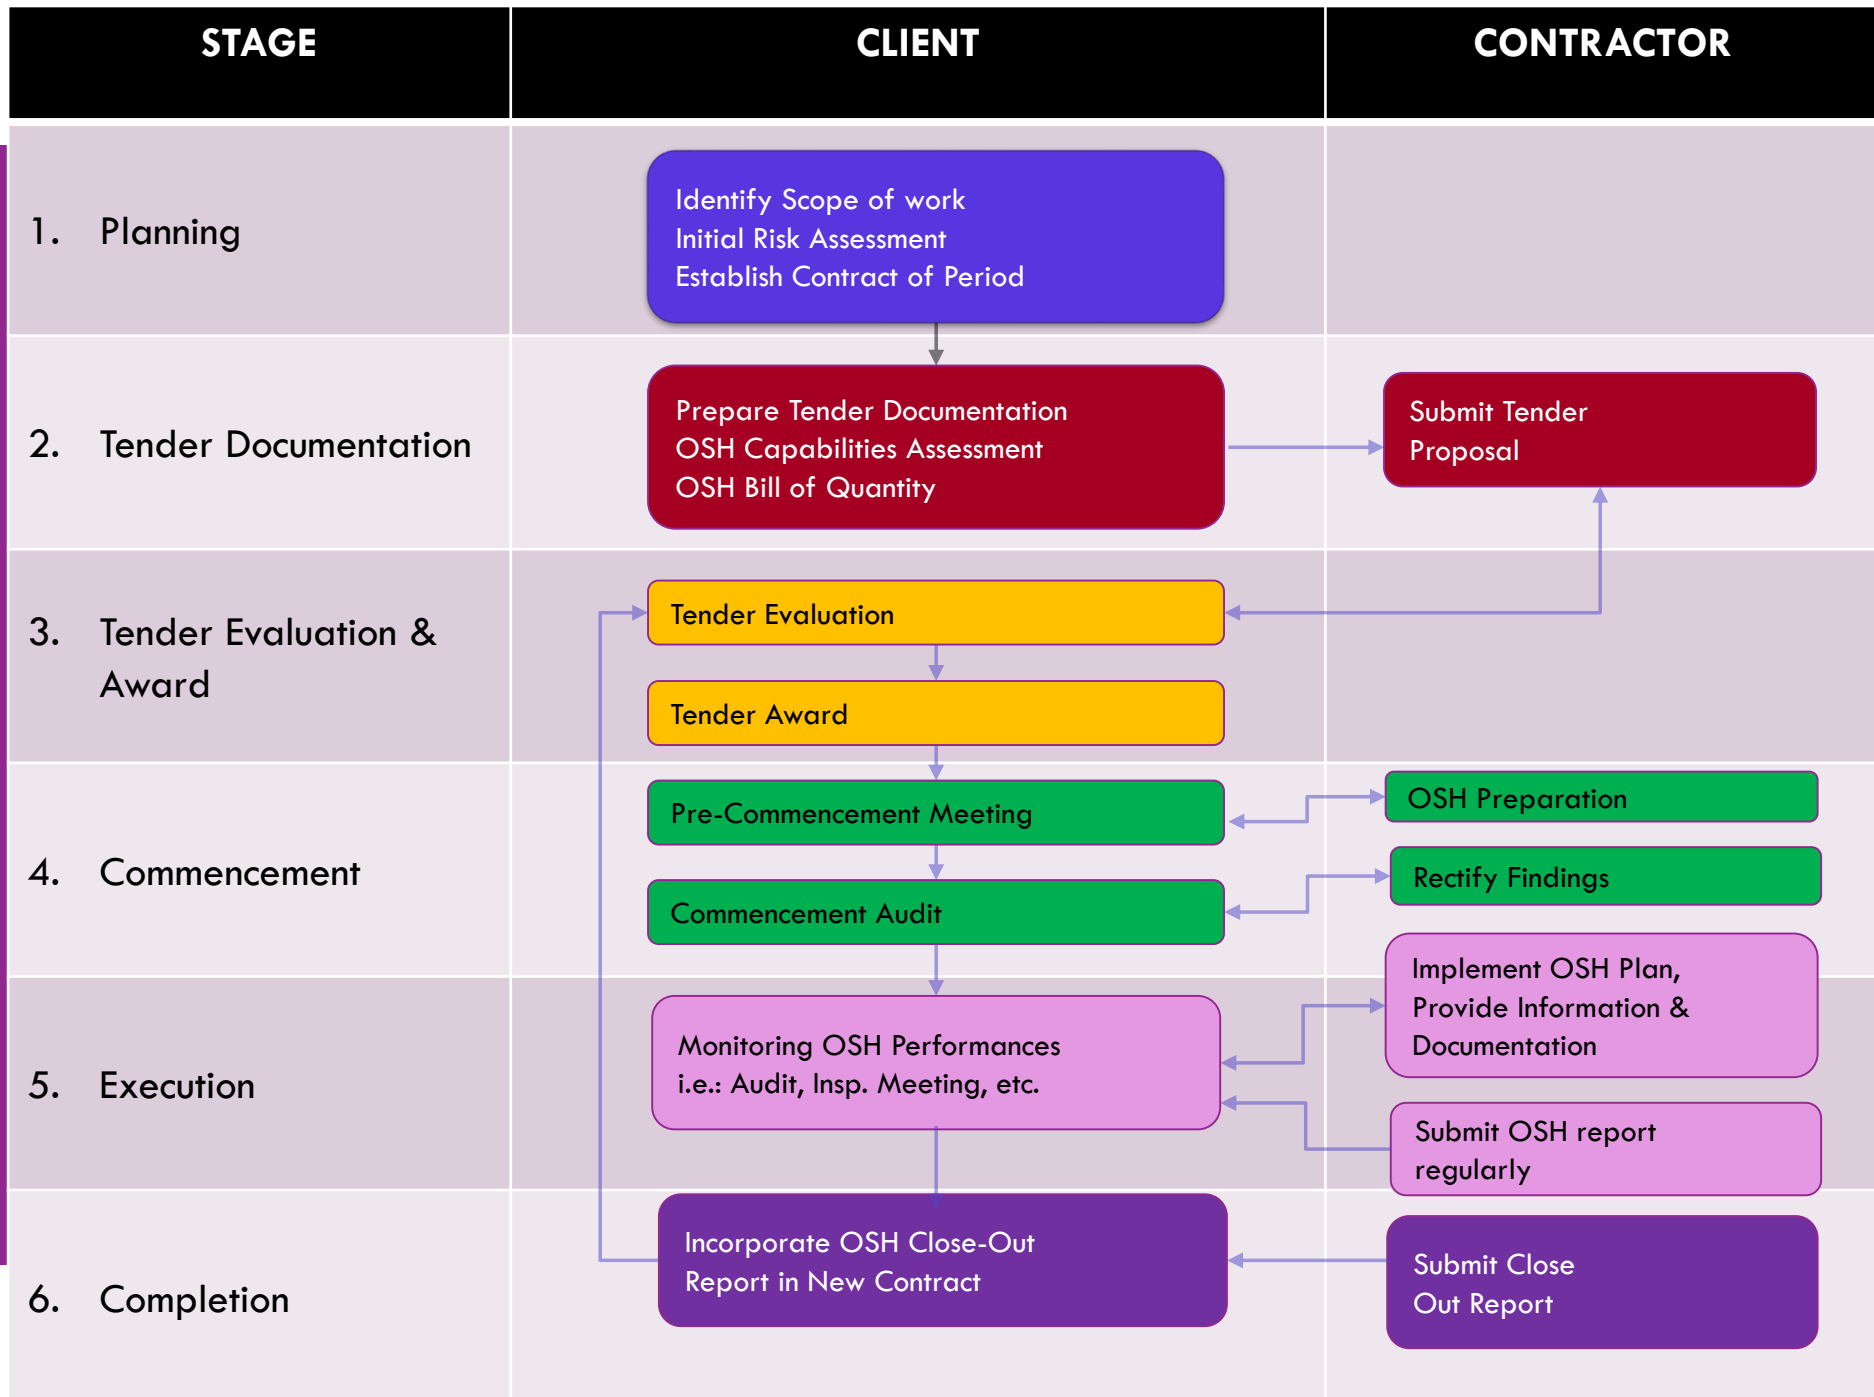 STAGE
CLIENT
CONTRACTOR
1. Planning
Identify Scope of work
Initial Risk Assessment
Establish Contract of Period
2. Tender Documentation
Prepare Tender Documentation
OSH Capabilities Assessment
OSH Bill of Quantity
Submit Tender
Proposal
3. Tender Evaluation &
Award
Tender Evaluation
Tender Award
4. Commencement
Pre-Commencement Meeting
Commencement Audit
OSH Preparation
Rectify Findings
5. Execution
Monitoring OSH Performances
i.e.: Audit, Insp. Meeting, etc.
Implement OSH Plan,
Provide Information &
Documentation
Submit OSH report
regularly
6. Completion
Incorporate OSH Close-Out
Report in New Contract
Submit Close
Out Report